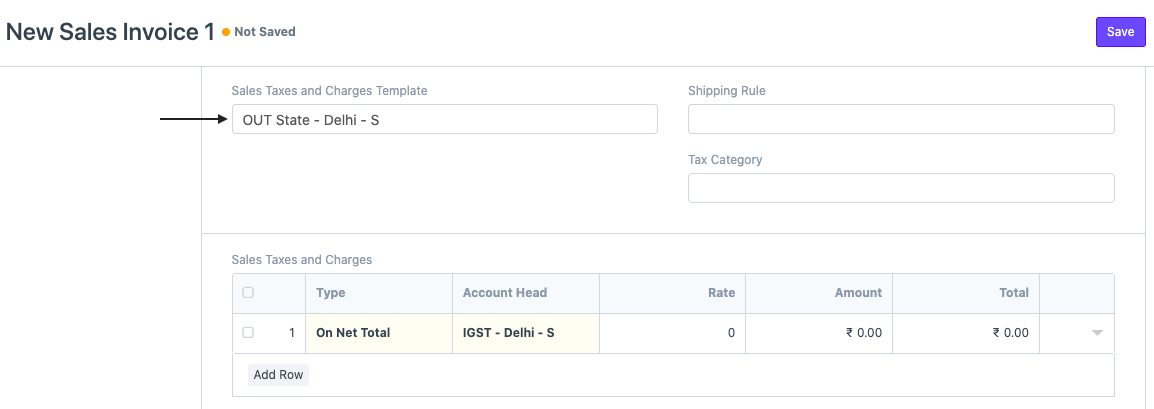 New Sales Invoice 1 Not Saved Save
Sales Taxes and Charges Template Shipping Rule
OUT State - Delhi - S
Tax Category
Sales Taxes and Charges
Type Account Head Rate Amount Total
1 On Net Total IGST - Delhi - S 0 ₹ 0.00 ₹ 0.00
Add Row